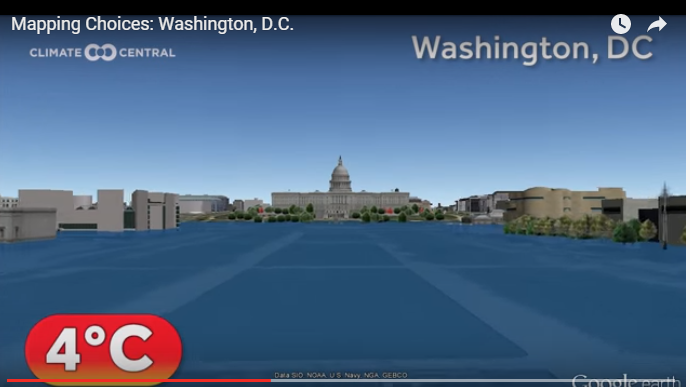 Mapping Choices: Washington, D.C.
CLIMATE CENTRAL
Washington, DC
4°C
Data SIO, NOAA, U.S. Navy, NGA, GEBCO
Google earth